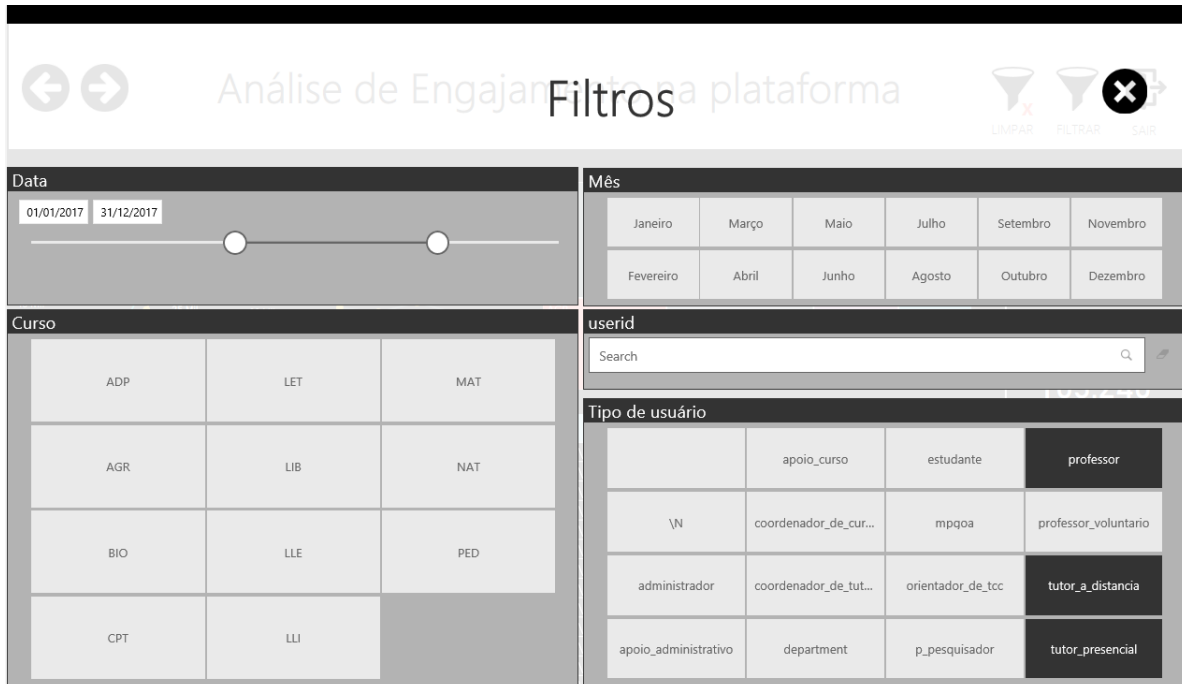 Análise de Engajamento na plataforma
Filtros
LIMPAR FILTRAR SAIR
Data
01/01/2017 31/12/2017
Mês
Janeiro Março Maio Julho Setembro Novembro
Fevereiro Abril Junho Agosto Outubro Dezembro
Curso
ADP LET MAT
AGR LIB NAT
BIO LLE PED
CPT LLI
userid
Search
Tipo de usuário
apoio_curso estudante professor
\N coordenador_de_cur... mpqoa professor_voluntario
administrador coordenador_de_tut... orientador_de_tcc tutor_a_distancia
apoio_administrativo department p_pesquisador tutor_presencial